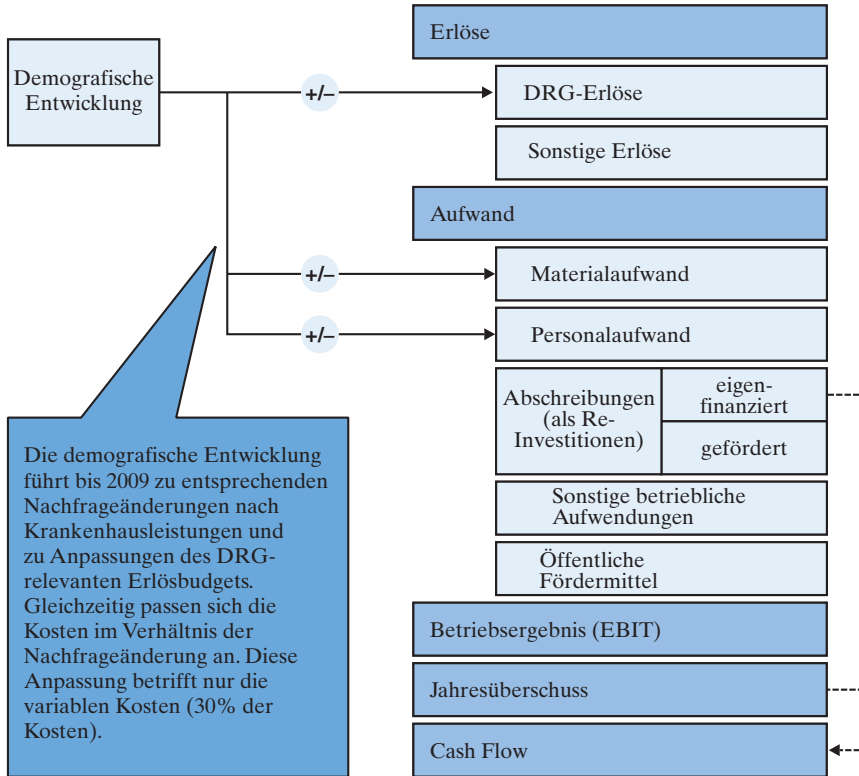 Erlöse
Demografische
Entwicklung
+/–
DRG-Erlöse
Sonstige Erlöse
Aufwand
+/–
Materialaufwand
+/–
Personalaufwand
Abschreibungen
(als Re-
Investitionen)
eigen-
finanziert
gefördert
Sonstige betriebliche
Aufwendungen
Öffentliche
Fördermittel
Betriebsergebnis (EBIT)
Jahresüberschuss
Cash Flow
Die demografische Entwicklung
führt bis 2009 zu entsprechenden
Nachfrageänderungen nach
Krankenhausleistungen und
zu Anpassungen des DRG-
relevanten Erlösbudgets.
Gleichzeitig passen sich die
Kosten im Verhältnis der
Nachfrageänderung an. Diese
Anpassung betrifft nur die
variablen Kosten (30% der
Kosten).